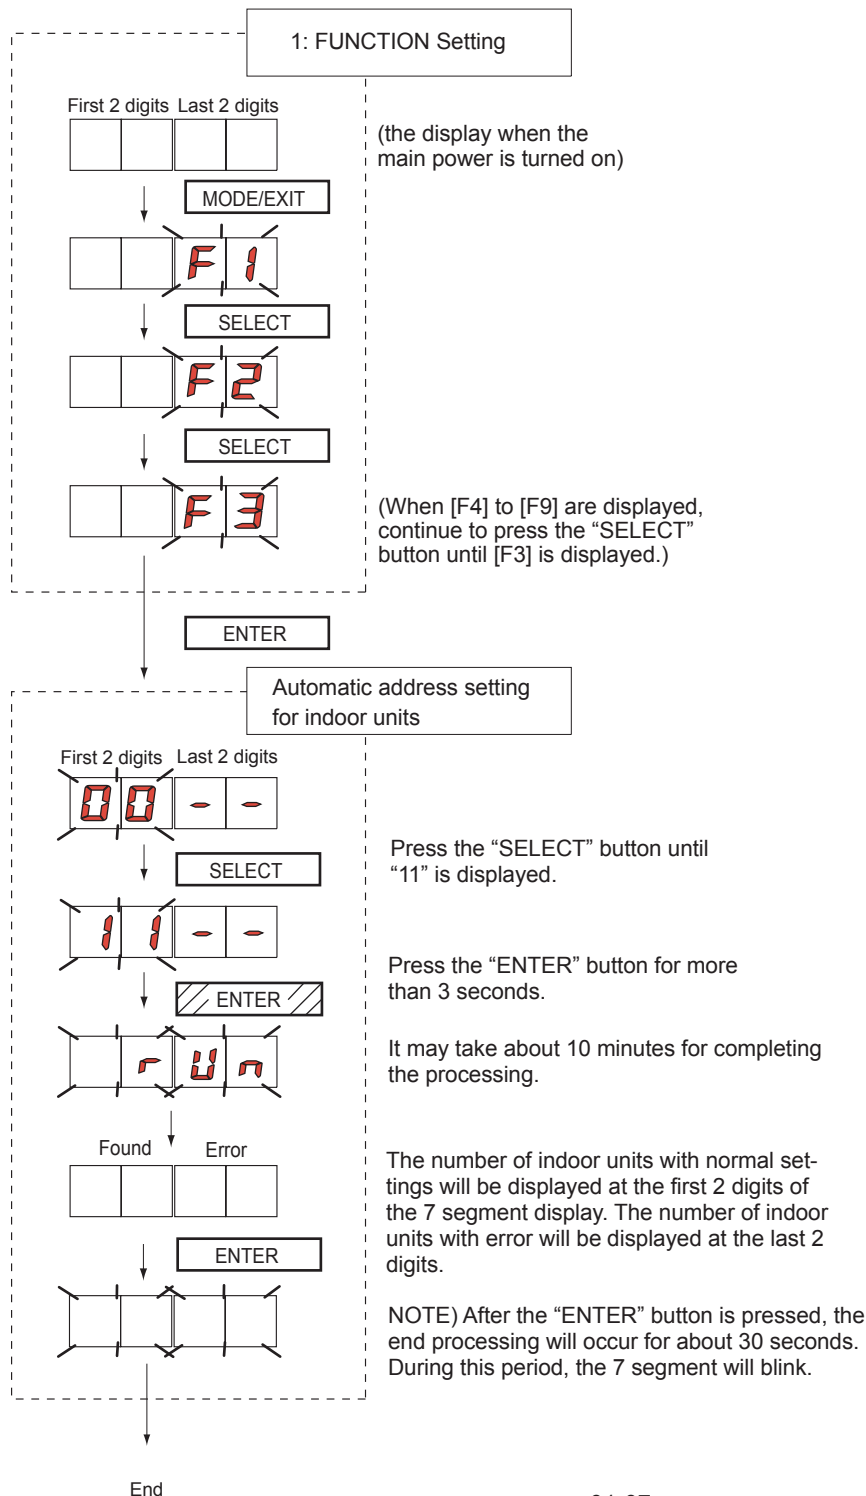 1: FUNCTION Setting
First 2 digits Last 2 digits
(the display when the
main power is turned on)
MODE/EXIT
F1
SELECT
F2
SELECT
F3
(When [F4] to [F9] are displayed,
continue to press the “SELECT”
button until [F3] is displayed.)
ENTER
Automatic address setting
for indoor units
First 2 digits Last 2 digits
00 - -
Press the “SELECT” button until
“11” is displayed.
SELECT
11 - -
Press the “ENTER” button for more
than 3 seconds.
ENTER
rUn
It may take about 10 minutes for completing
the processing.
Found Error
The number of indoor units with normal set-
tings will be displayed at the first 2 digits of
the 7 segment display. The number of indoor
units with error will be displayed at the last 2
digits.
ENTER
NOTE) After the “ENTER” button is pressed, the
end processing will occur for about 30 seconds.
During this period, the 7 segment will blink.
End